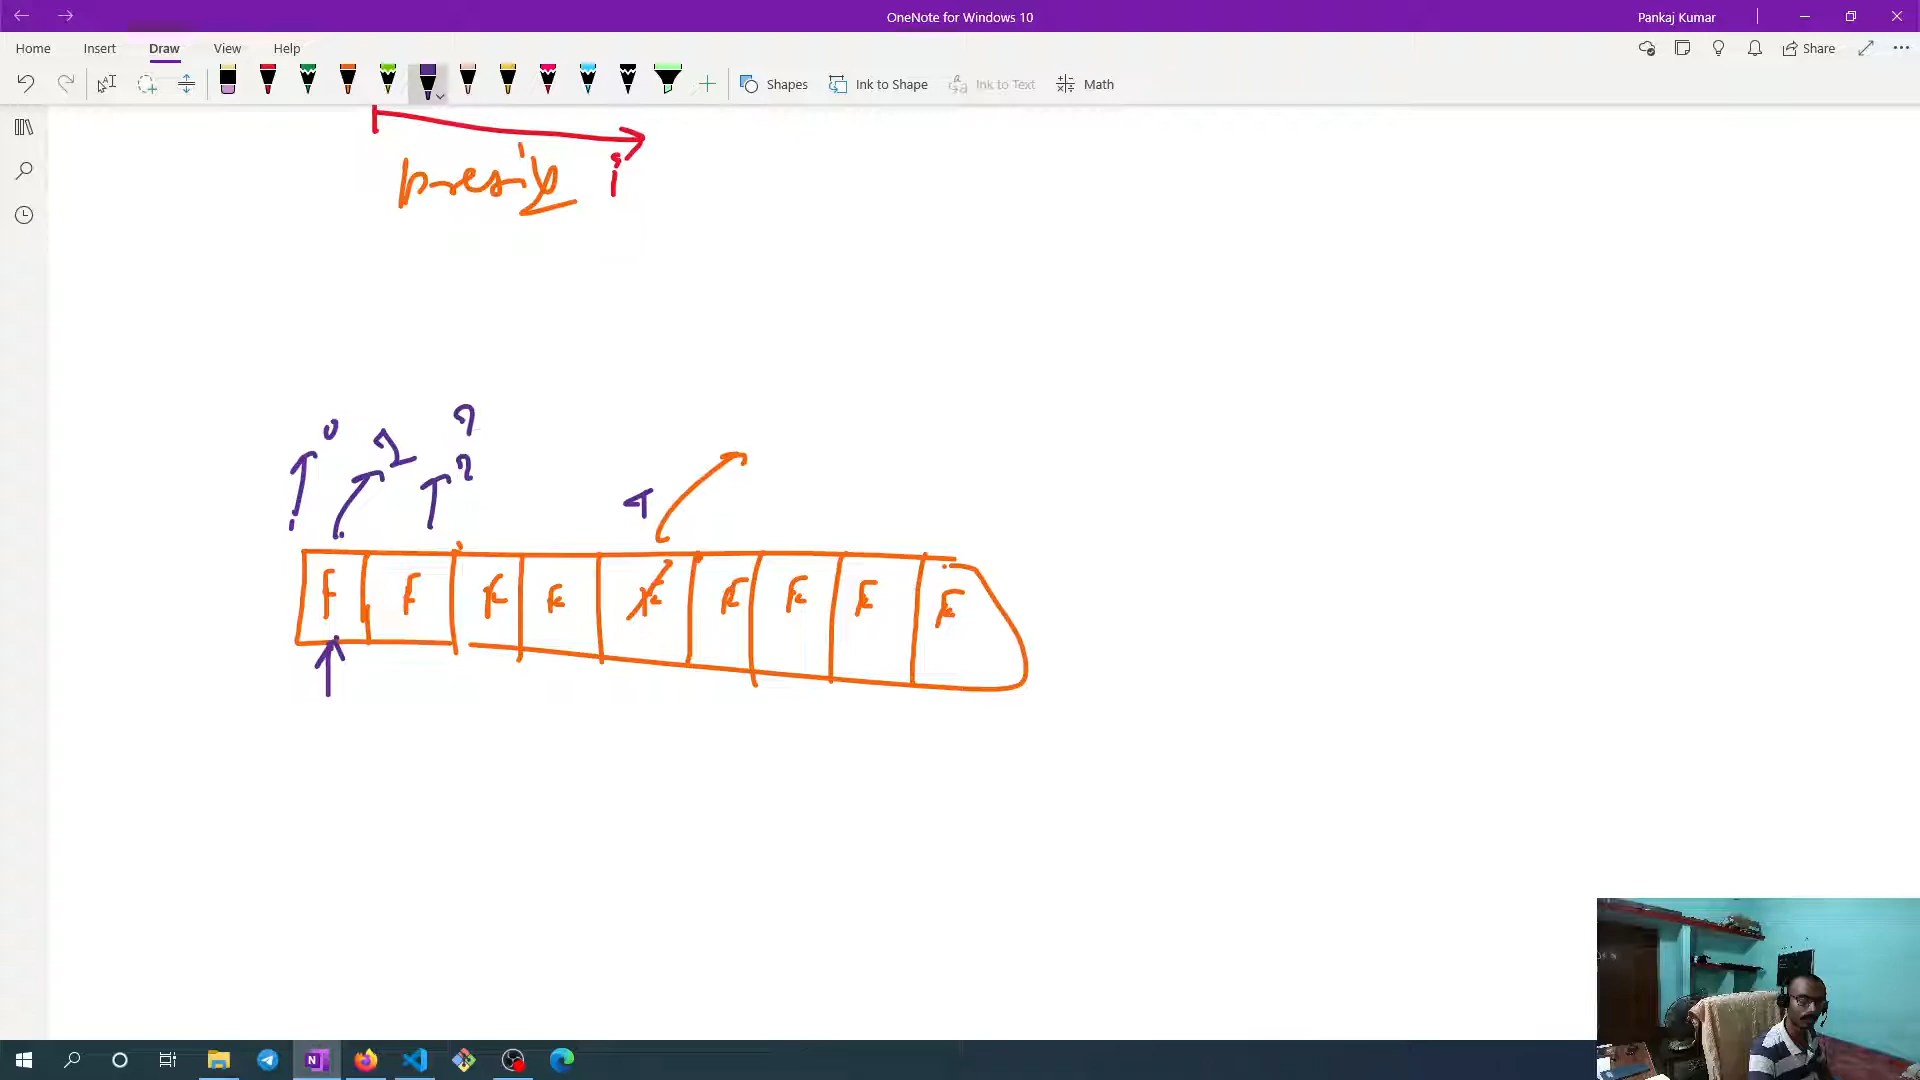 OneNote for Windows 10
Pankaj Kumar
Home Insert Draw View Help
Share
Shapes Ink to Shape Ink to Text Math
i
0
F F F F F F F F F